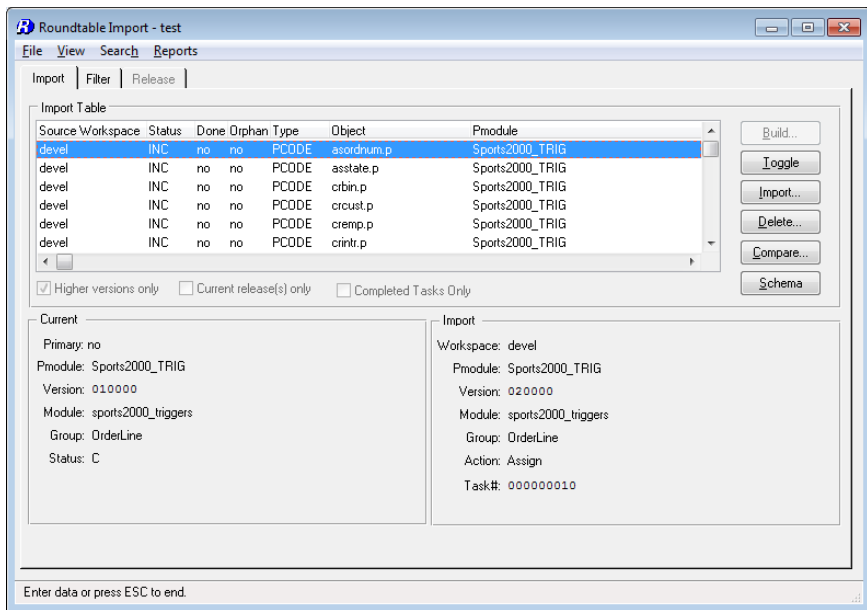 Roundtable Import - test
File View Search Reports
Import Filter Release
Import Table
Source Workspace Status Done Orphan Type Object Pmodule
devel INC no no PCODE asordnum.p Sports2000_TRIG
devel INC no no PCODE asstate.p Sports2000_TRIG
devel INC no no PCODE crbin.p Sports2000_TRIG
devel INC no no PCODE crcust.p Sports2000_TRIG
devel INC no no PCODE cremp.p Sports2000_TRIG
devel INC no no PCODE crintr.p Sports2000_TRIG
Build...
Toggle
Import...
Delete...
Compare...
Schema
Higher versions only Current release(s) only Completed Tasks Only
Current
Primary: no
Pmodule: Sports2000_TRIG
Version: 010000
Module: sports2000_triggers
Group: OrderLine
Status: C
Import
Workspace: devel
Pmodule: Sports2000_TRIG
Version: 020000
Module: sports2000_triggers
Group: OrderLine
Action: Assign
Task#: 000000010
Enter data or press ESC to end.